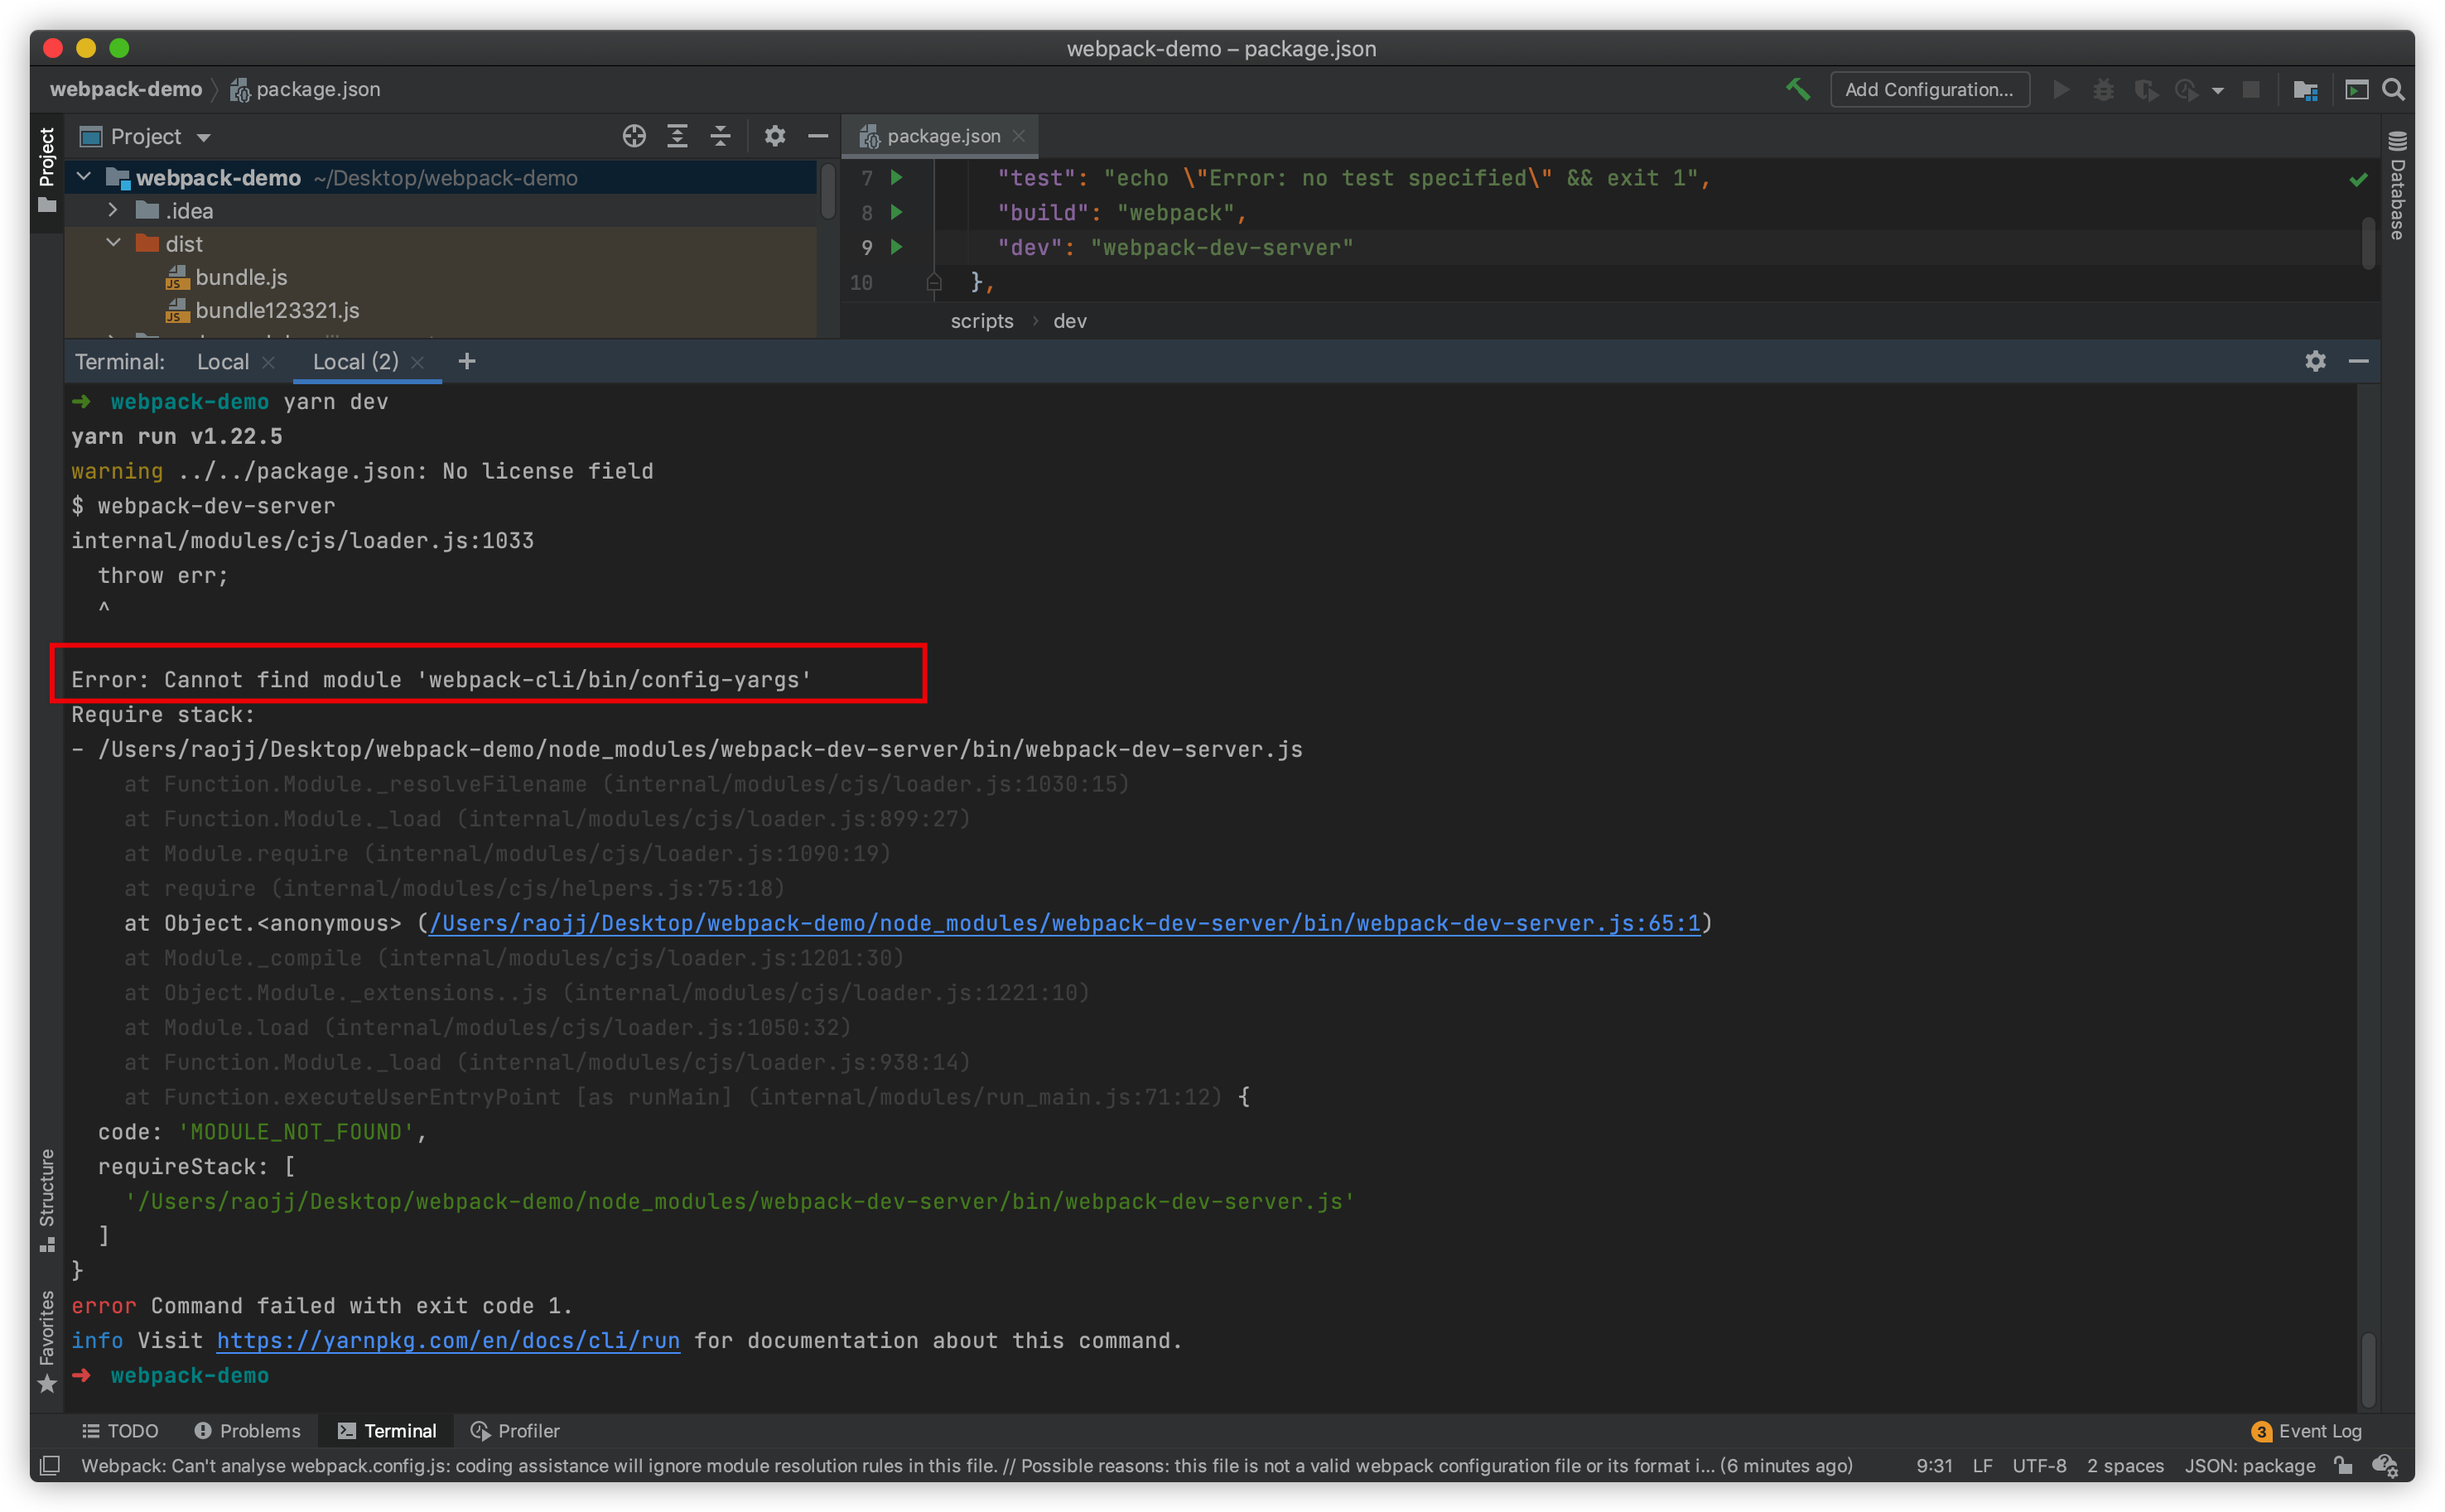 webpack-demo – package.json
webpack-demo package.json
Add Configuration...
Project
Project
package.json
Database
webpack-demo ~/Desktop/webpack-demo
.idea
dist
bundle.js
bundle123321.js
7 "test": "echo \"Error: no test specified\" && exit 1",
8 "build": "webpack",
9 "dev": "webpack-dev-server"
10 },
scripts › dev
Terminal: Local Local (2)
➜ webpack-demo yarn dev
yarn run v1.22.5
warning ../../package.json: No license field
$ webpack-dev-server
internal/modules/cjs/loader.js:1033
throw err;
^
Error: Cannot find module 'webpack-cli/bin/config-yargs'
Require stack:
- /Users/raojj/Desktop/webpack-demo/node_modules/webpack-dev-server/bin/webpack-dev-server.js
at Function.Module._resolveFilename (internal/modules/cjs/loader.js:1030:15)
at Function.Module._load (internal/modules/cjs/loader.js:899:27)
at Module.require (internal/modules/cjs/loader.js:1090:19)
at require (internal/modules/cjs/helpers.js:75:18)
at Object.<anonymous> (/Users/raojj/Desktop/webpack-demo/node_modules/webpack-dev-server/bin/webpack-dev-server.js:65:1)
at Module._compile (internal/modules/cjs/loader.js:1201:30)
at Object.Module._extensions..js (internal/modules/cjs/loader.js:1221:10)
at Module.load (internal/modules/cjs/loader.js:1050:32)
at Function.Module._load (internal/modules/cjs/loader.js:938:14)
at Function.executeUserEntryPoint [as runMain] (internal/modules/run_main.js:71:12) {
code: 'MODULE_NOT_FOUND',
requireStack: [
'/Users/raojj/Desktop/webpack-demo/node_modules/webpack-dev-server/bin/webpack-dev-server.js'
]
}
error Command failed with exit code 1.
info Visit https://yarnpkg.com/en/docs/cli/run for documentation about this command.
➜ webpack-demo
Structure
Favorites
TODO Problems Terminal Profiler
3 Event Log
Webpack: Can't analyse webpack.config.js: coding assistance will ignore module resolution rules in this file. // Possible reasons: this file is not a valid webpack configuration file or its format i... (6 minutes ago)
9:31 LF UTF-8 2 spaces JSON: package